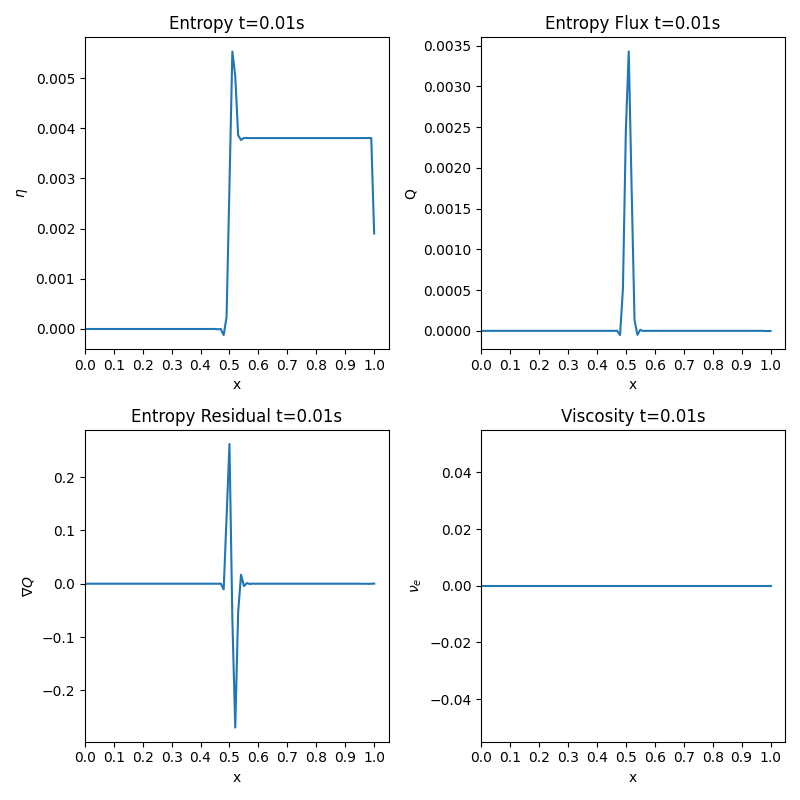 Entropy t=0.01s
0.005
0.004
0.003
0.002
0.001
0.000
η
0.0 0.1 0.2 0.3 0.4 0.5 0.6 0.7 0.8 0.9 1.0
x
Entropy Flux t=0.01s
0.0035
0.0030
0.0025
0.0020
0.0015
0.0010
0.0005
0.0000
Q
0.0 0.1 0.2 0.3 0.4 0.5 0.6 0.7 0.8 0.9 1.0
x
Entropy Residual t=0.01s
0.2
0.1
0.0
−0.1
−0.2
∇Q
0.0 0.1 0.2 0.3 0.4 0.5 0.6 0.7 0.8 0.9 1.0
x
Viscosity t=0.01s
0.04
0.02
0.00
−0.02
−0.04
νe
0.0 0.1 0.2 0.3 0.4 0.5 0.6 0.7 0.8 0.9 1.0
x